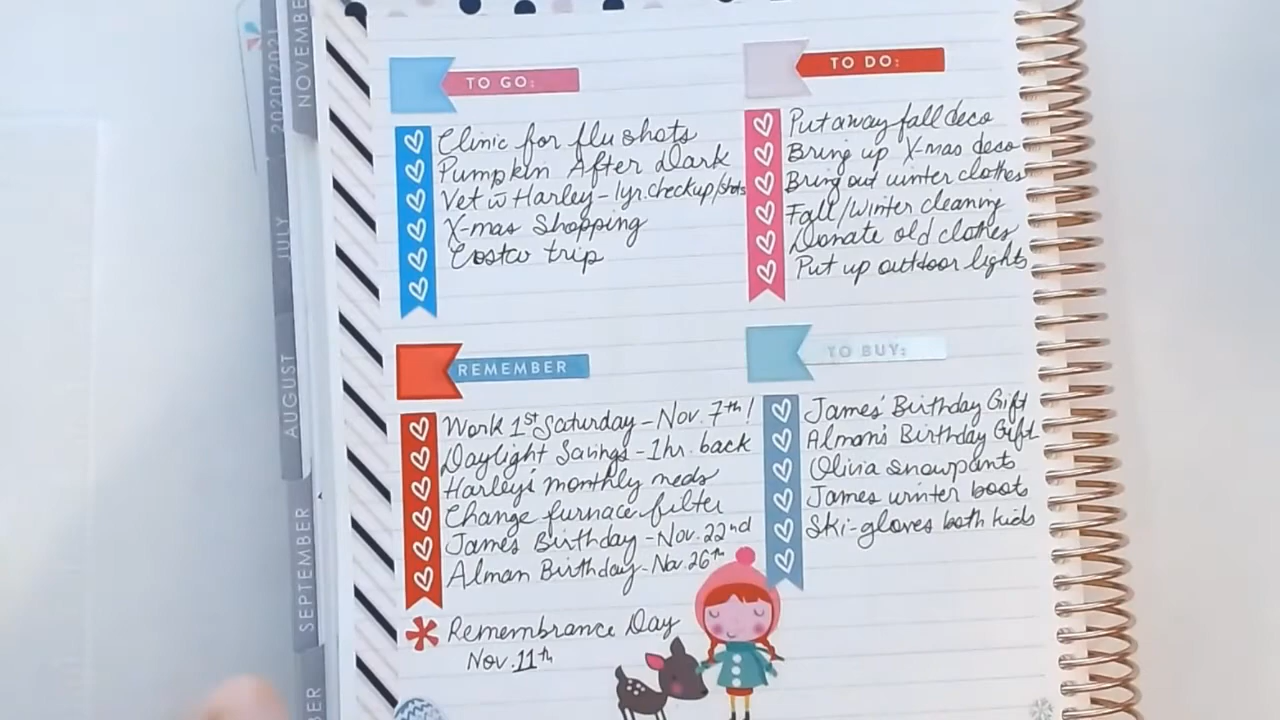 TO GO:
Clinic for flu shots
Pumpkin After Dark
Vet w Harley - 1yr. checkup/shots
X-mas Shopping
Costco trip
TO DO:
Put away fall deco
Bring up X-mas deco
Bring out winter clothes
Fall/Winter cleaning
Donate old clothes
Put up outdoor lights
REMEMBER
Work 1st Saturday - Nov. 7th!
Daylight Savings - 1hr. back
Harley's monthly meds
Change furnace filter
James Birthday - Nov. 22nd
Alman Birthday - Nov. 26th
* Remembrance Day
Nov. 11th
TO BUY:
James' Birthday Gift
Alman's Birthday Gift
Olivia snowpants
James winter boots
Ski-gloves both kids
2020/2021
NOVEMBER
JULY
AUGUST
SEPTEMBER